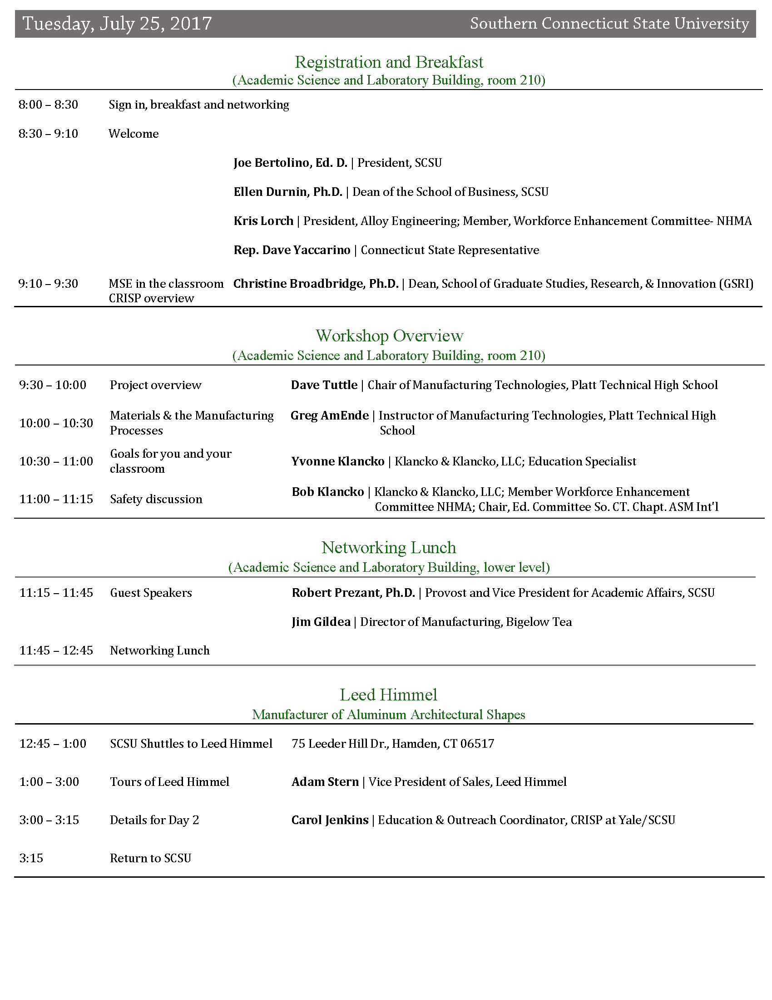 Tuesday, July 25, 2017 Southern Connecticut State University
Registration and Breakfast
(Academic Science and Laboratory Building, room 210)
8:00 – 8:30 Sign in, breakfast and networking
8:30 – 9:10 Welcome
Joe Bertolino, Ed. D. | President, SCSU
Ellen Durnin, Ph.D. | Dean of the School of Business, SCSU
Kris Lorch | President, Alloy Engineering; Member, Workforce Enhancement Committee- NHMA
Rep. Dave Yaccarino | Connecticut State Representative
9:10 – 9:30 MSE in the classroom Christine Broadbridge, Ph.D. | Dean, School of Graduate Studies, Research, & Innovation (GSRI)
CRISP overview
Workshop Overview
(Academic Science and Laboratory Building, room 210)
9:30 – 10:00 Project overview Dave Tuttle | Chair of Manufacturing Technologies, Platt Technical High School
10:00 – 10:30 Materials & the Manufacturing Greg AmEnde | Instructor of Manufacturing Technologies, Platt Technical High
Processes School
10:30 – 11:00 Goals for you and your
classroom Yvonne Klancko | Klancko & Klancko, LLC; Education Specialist
11:00 – 11:15 Safety discussion Bob Klancko | Klancko & Klancko, LLC; Member Workforce Enhancement
Committee NHMA; Chair, Ed. Committee So. CT. Chapt. ASM Int'l
Networking Lunch
(Academic Science and Laboratory Building, lower level)
11:15 – 11:45 Guest Speakers Robert Prezant, Ph.D. | Provost and Vice President for Academic Affairs, SCSU
Jim Gildea | Director of Manufacturing, Bigelow Tea
11:45 – 12:45 Networking Lunch
Leed Himmel
Manufacturer of Aluminum Architectural Shapes
12:45 – 1:00 SCSU Shuttles to Leed Himmel 75 Leeder Hill Dr., Hamden, CT 06517
1:00 – 3:00 Tours of Leed Himmel Adam Stern | Vice President of Sales, Leed Himmel
3:00 – 3:15 Details for Day 2 Carol Jenkins | Education & Outreach Coordinator, CRISP at Yale/SCSU
3:15 Return to SCSU